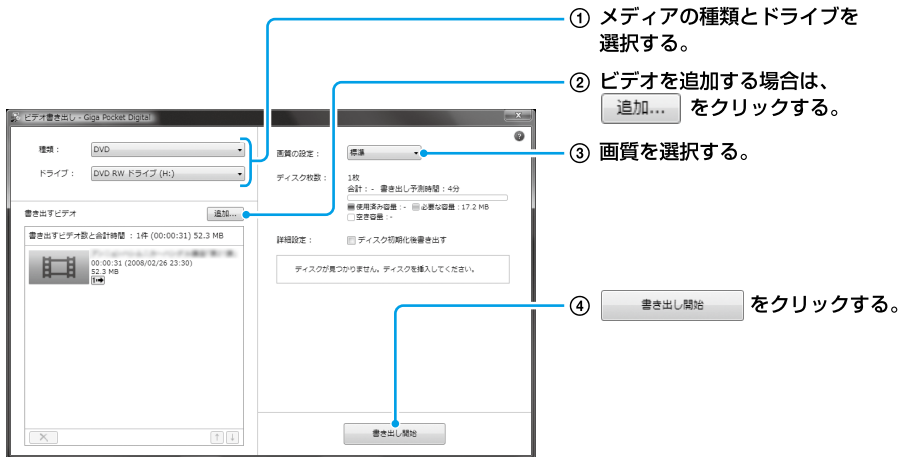 ① メディアの種類とドライブを
選択する。
② ビデオを追加する場合は、
追加... をクリックする。
③ 画質を選択する。
④ 書き出し開始 をクリックする。
ビデオ書き出し - Giga Pocket Digital
種類：
DVD
ドライブ：
DVD RW ドライブ (H:)
書き出すビデオ
追加...
書き出すビデオ数と合計時間 ： 1件 (00:00:31) 52.3 MB
00:00:31 (2008/02/26 23:30)
52.3 MB
画質の設定：
標準
ディスク枚数：
1枚
合計：- 書き出し予測時間：4分
使用済み容量：- 必要な容量：17.2 MB
空き容量：-
詳細設定：
ディスク初期化後書き出す
ディスクが見つかりません。ディスクを挿入してください。
書き出し開始